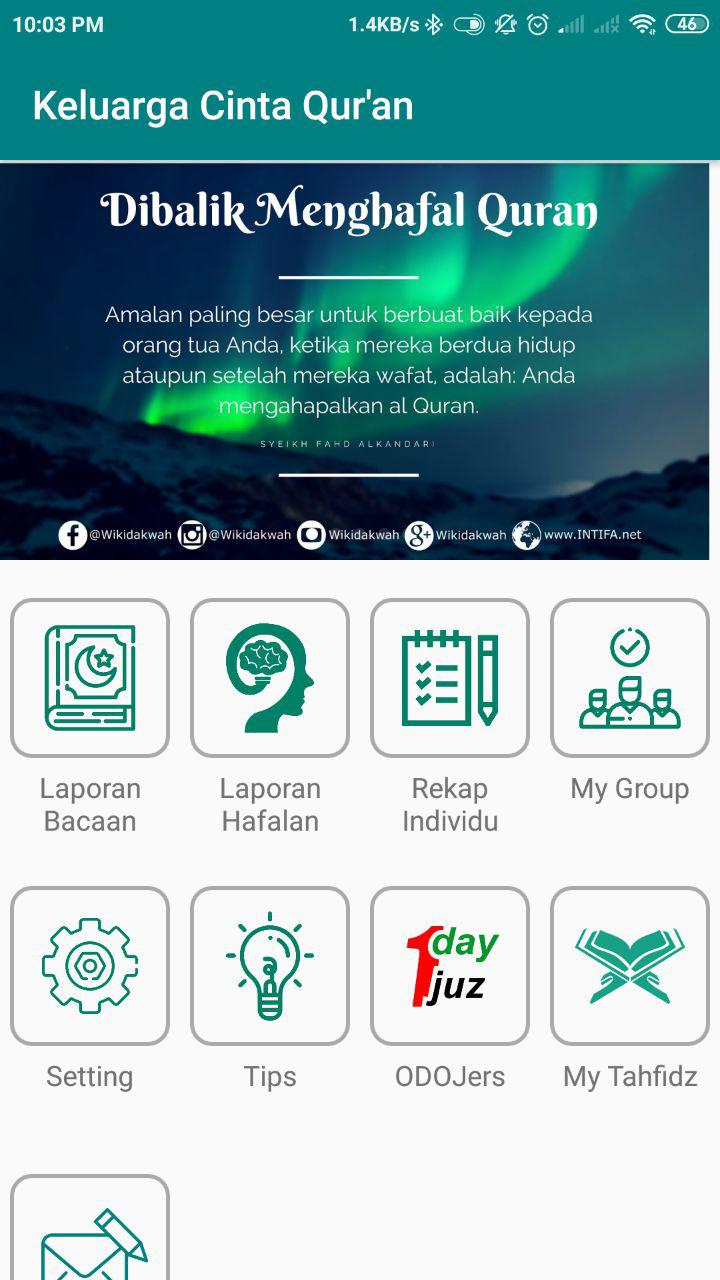 10:03 PM 1.4KB/s 46
Keluarga Cinta Qur'an
Dibalik Menghafal Quran
Amalan paling besar untuk berbuat baik kepada
orang tua Anda, ketika mereka berdua hidup
ataupun setelah mereka wafat, adalah: Anda
mengahapalkan al Quran.
SYEIKH FAHD ALKANDARI
@Wikidakwah @Wikidakwah Wikidakwah Wikidakwah www.INTIFA.net
Laporan
Bacaan
Laporan
Hafalan
Rekap
Individu
My Group
1day
juz
Setting
Tips
ODOJers
My Tahfidz